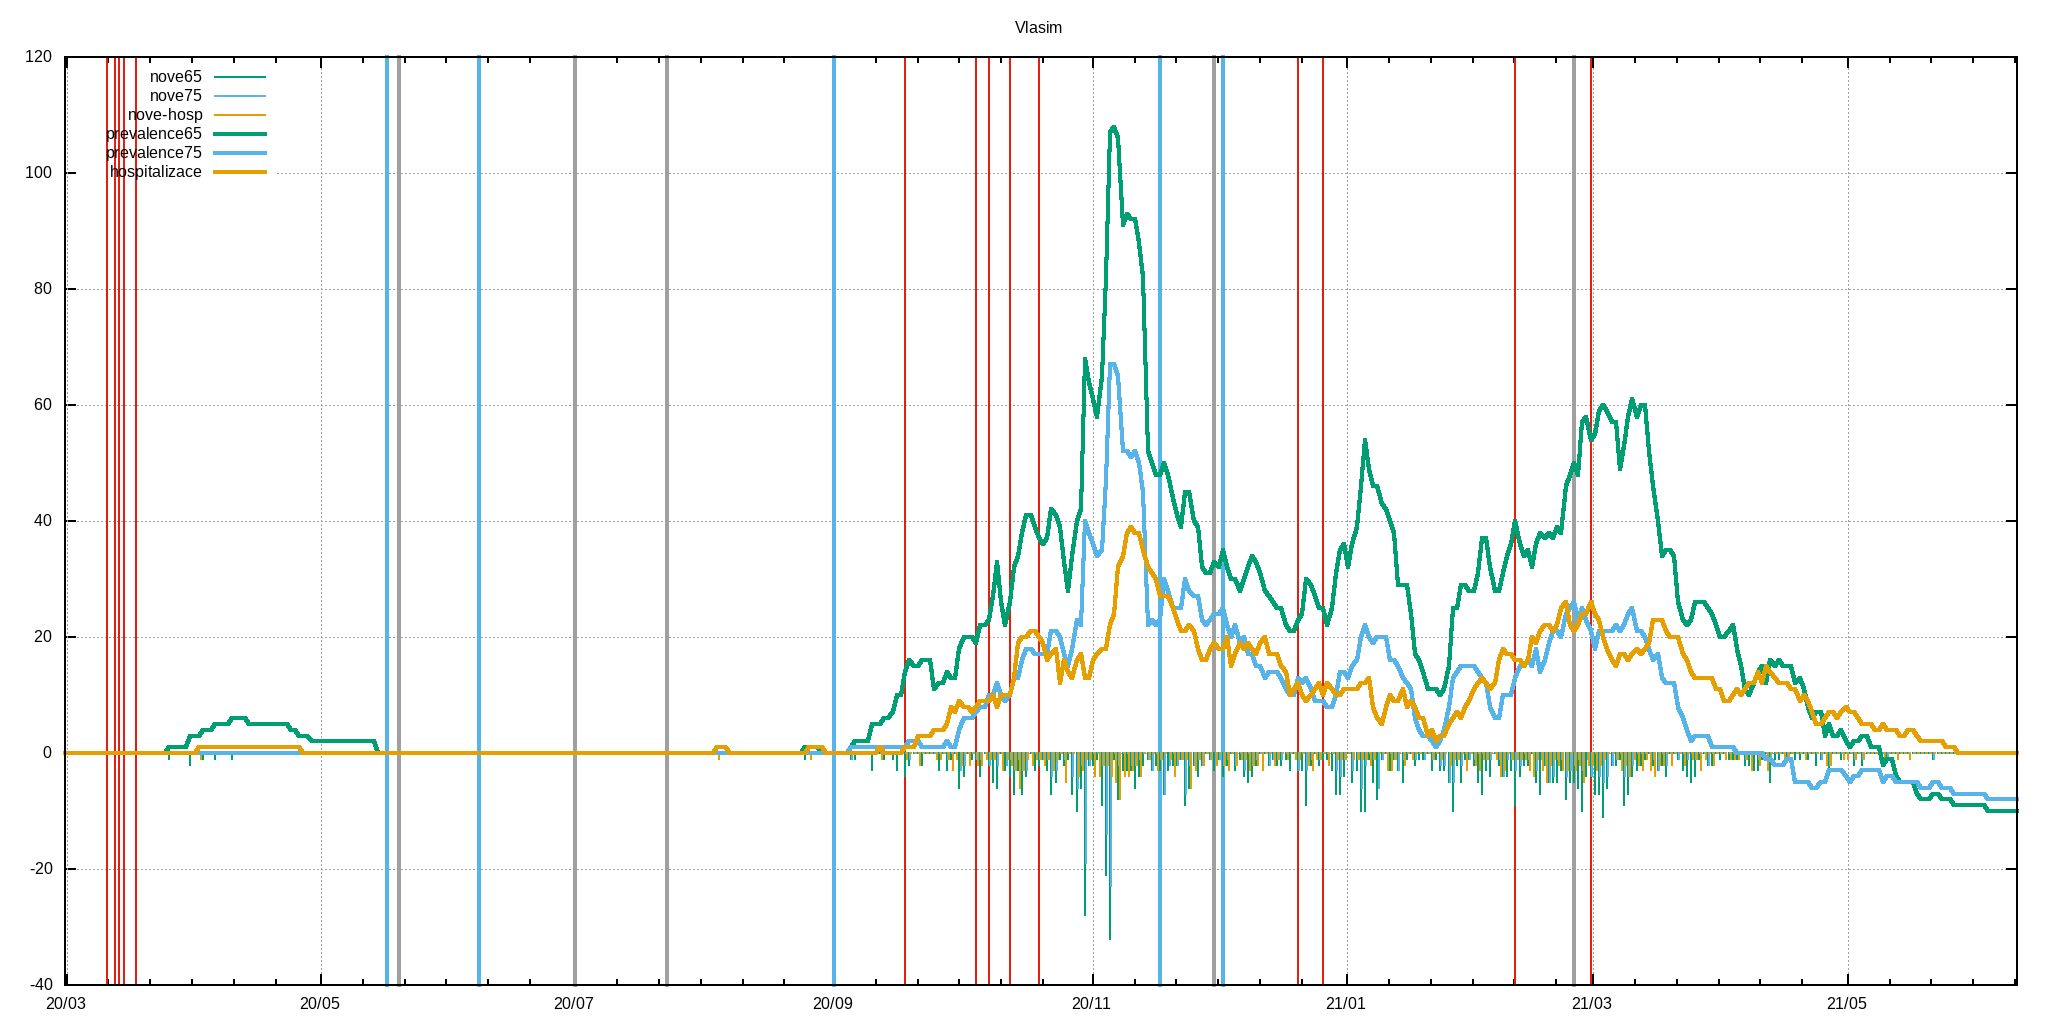 Vlasim
120
100
80
60
40
20
0
-20
-40
nove65
nove75
nove-hosp
prevalence65
prevalence75
hospitalizace
20/03 20/05 20/07 20/09 20/11 21/01 21/03 21/05